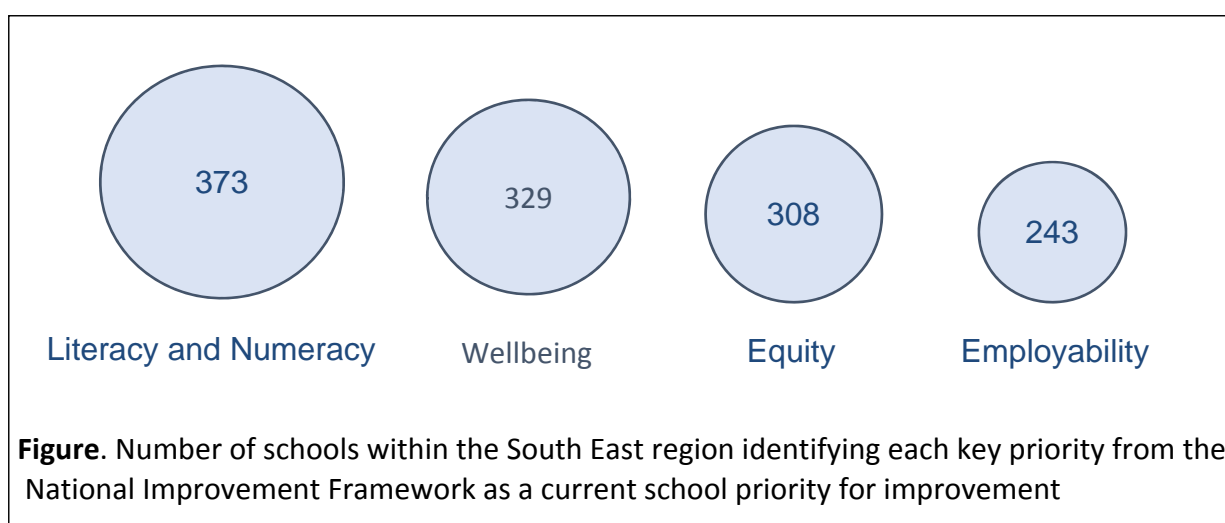 373
329
308
243
Literacy and Numeracy
Wellbeing
Equity
Employability
Figure. Number of schools within the South East region identifying each key priority from the
National Improvement Framework as a current school priority for improvement